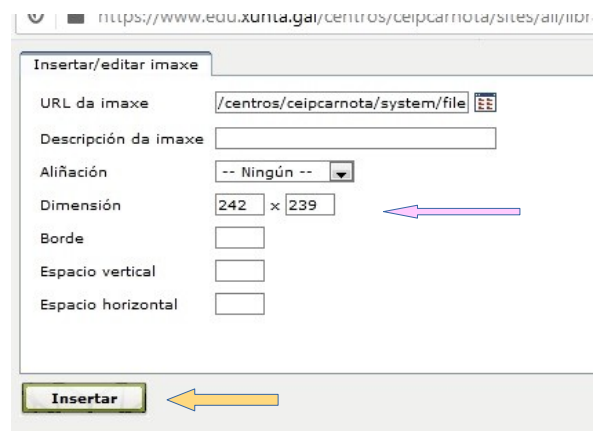 https://www.edu.xunta.gal/centros/ceipcarnota/sites/all/libra
Insertar/editar imaxe
URL da imaxe /centros/ceipcarnota/system/file
Descripción da imaxe
Aliñación -- Ningún --
Dimensión 242 x 239
Borde
Espacio vertical
Espacio horizontal
Insertar